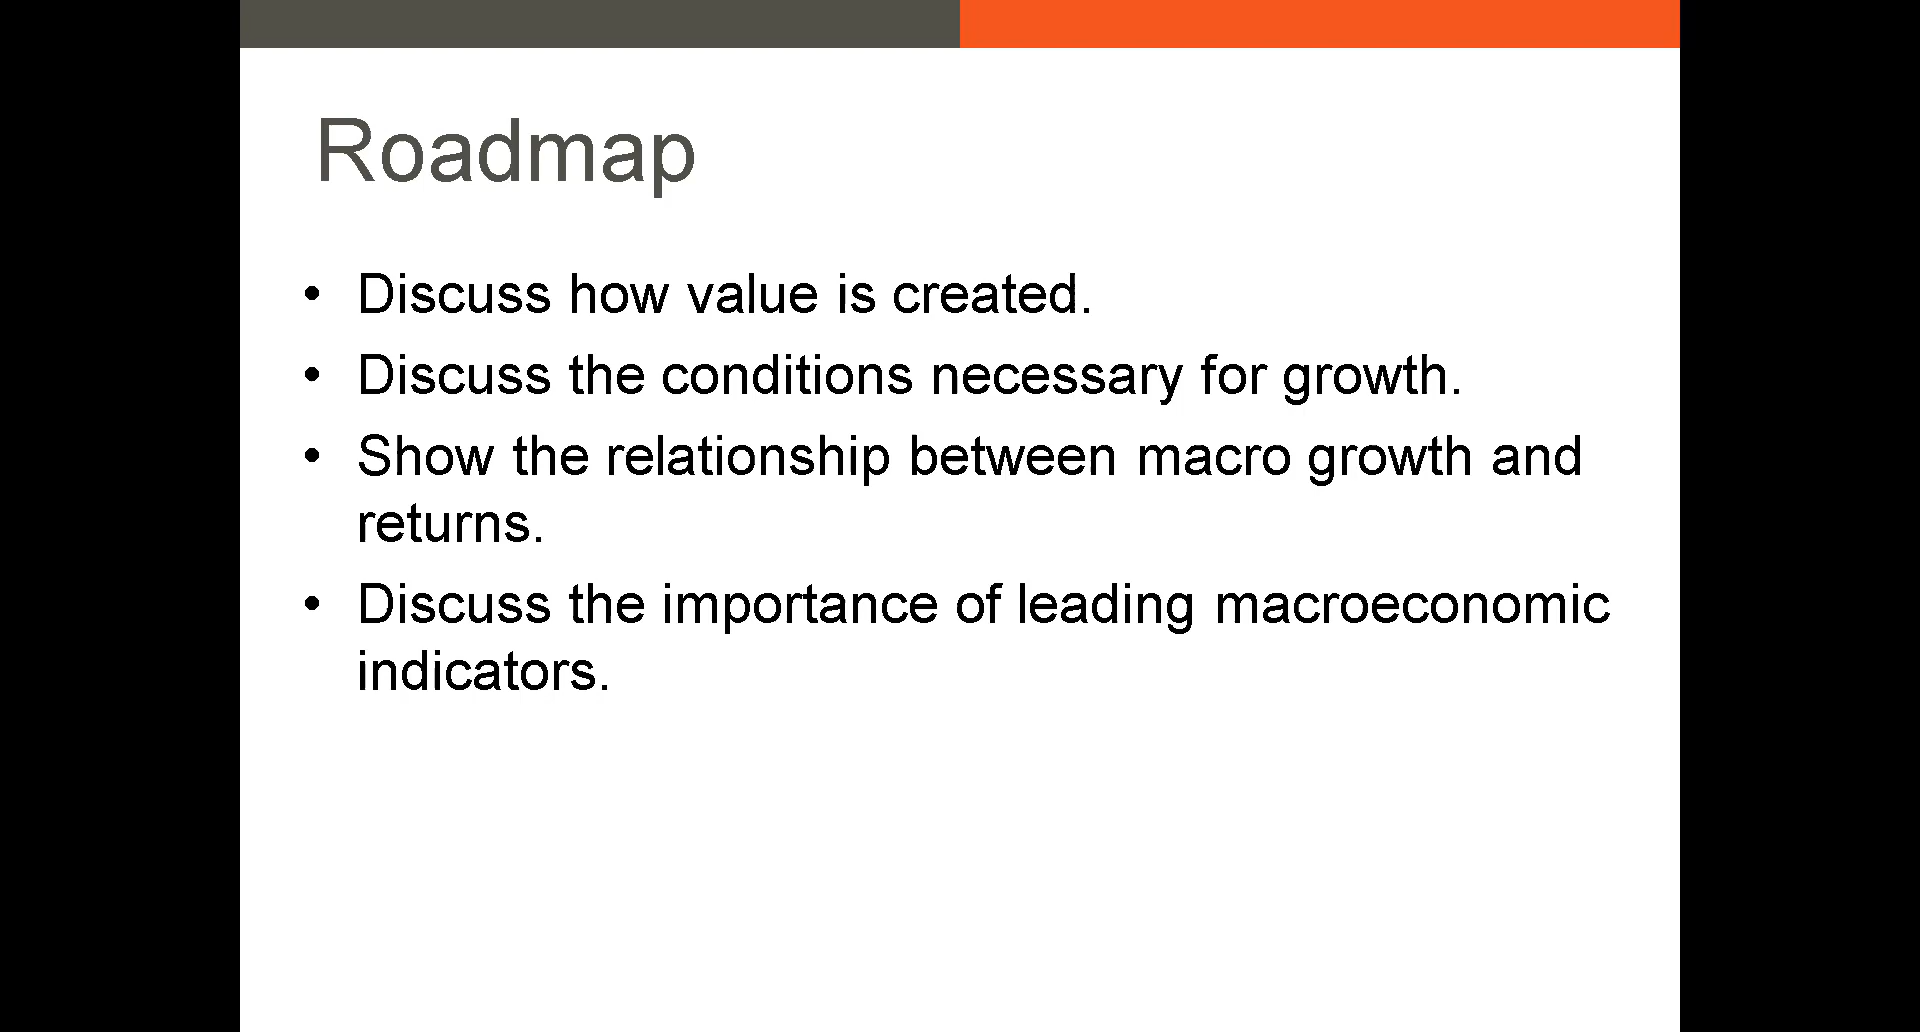 Roadmap
• Discuss how value is created.
• Discuss the conditions necessary for growth.
• Show the relationship between macro growth and
returns.
• Discuss the importance of leading macroeconomic
indicators.